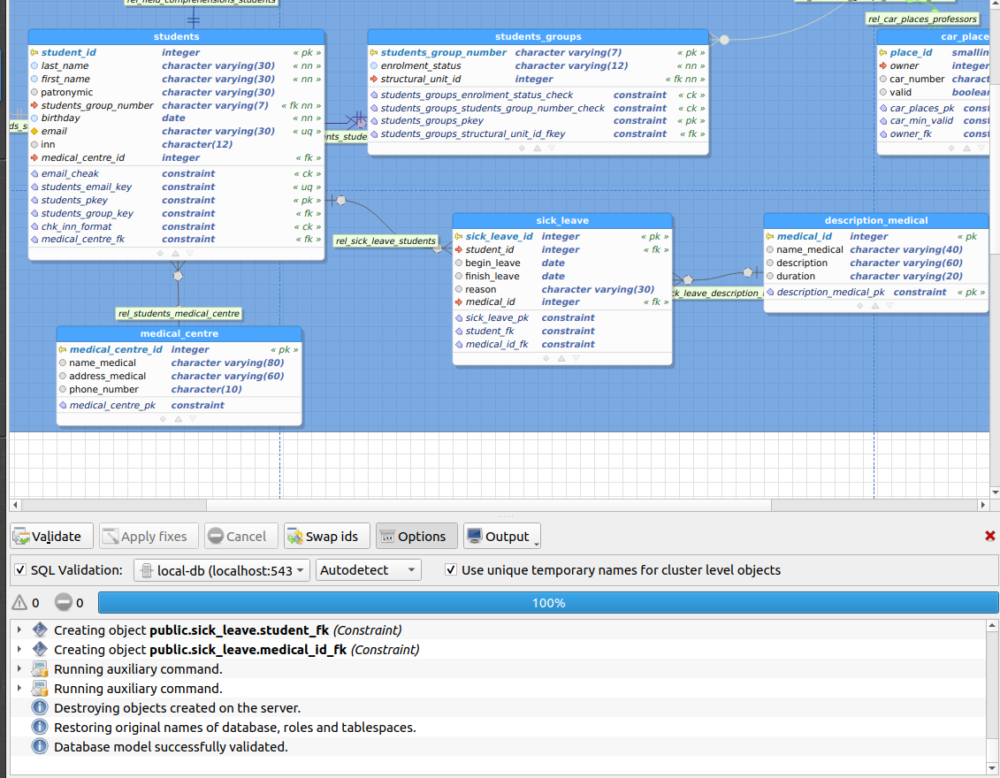 rel_field_comprehensions_students
rel_car_places_professors
students
student_id integer « pk »
last_name character varying(30) « nn »
first_name character varying(30) « nn »
patronymic character varying(30)
students_group_number character varying(7) « fk nn »
birthday date « nn »
email character varying(30) « uq »
inn character(12)
medical_centre_id integer « fk »
email_cheak constraint « ck »
students_email_key constraint « uq »
students_pkey constraint « pk »
students_group_key constraint « fk »
chk_inn_format constraint « ck »
medical_centre_fk constraint « fk »
students_groups
students_group_number character varying(7) « pk »
enrolment_status character varying(12) « nn »
structural_unit_id integer « fk nn »
students_groups_enrolment_status_check constraint « ck »
students_groups_students_group_number_check constraint « ck »
students_groups_pkey constraint « pk »
students_groups_structural_unit_id_fkey constraint « fk »
car_place
place_id smallin
owner integer
car_number charact
valid boolear
car_places_pk const
car_min_valid const
owner_fk const
ds_s
ents_stude
rel_sick_leave_students
sick_leave
sick_leave_id integer « pk »
student_id integer « fk »
begin_leave date
finish_leave date
reason character varying(30)
medical_id integer « fk »
sick_leave_pk constraint
student_fk constraint
medical_id_fk constraint
ck_leave_description_
description_medical
medical_id integer « pk
name_medical character varying(40)
description character varying(60)
duration character varying(20)
description_medical_pk constraint « pk »
rel_students_medical_centre
medical_centre
medical_centre_id integer « pk »
name_medical character varying(80)
address_medical character varying(60)
phone_number character(10)
medical_centre_pk constraint
Validate Apply fixes Cancel Swap ids Options Output
SQL Validation: local-db (localhost:543 Autodetect Use unique temporary names for cluster level objects
0 0 100%
Creating object public.sick_leave.student_fk (Constraint)
Creating object public.sick_leave.medical_id_fk (Constraint)
Running auxiliary command.
Running auxiliary command.
Destroying objects created on the server.
Restoring original names of database, roles and tablespaces.
Database model successfully validated.